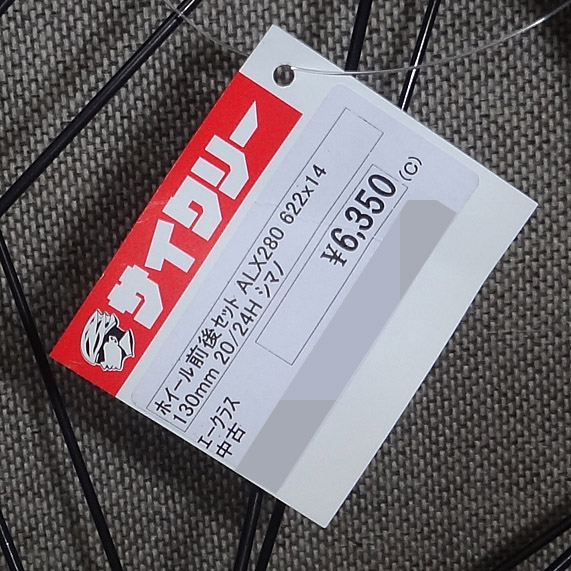 サイクリー
ホイール前後セット ALX280 622x14
130mm 20/24H シマノ
¥6,350 (C)
エークラス
中古